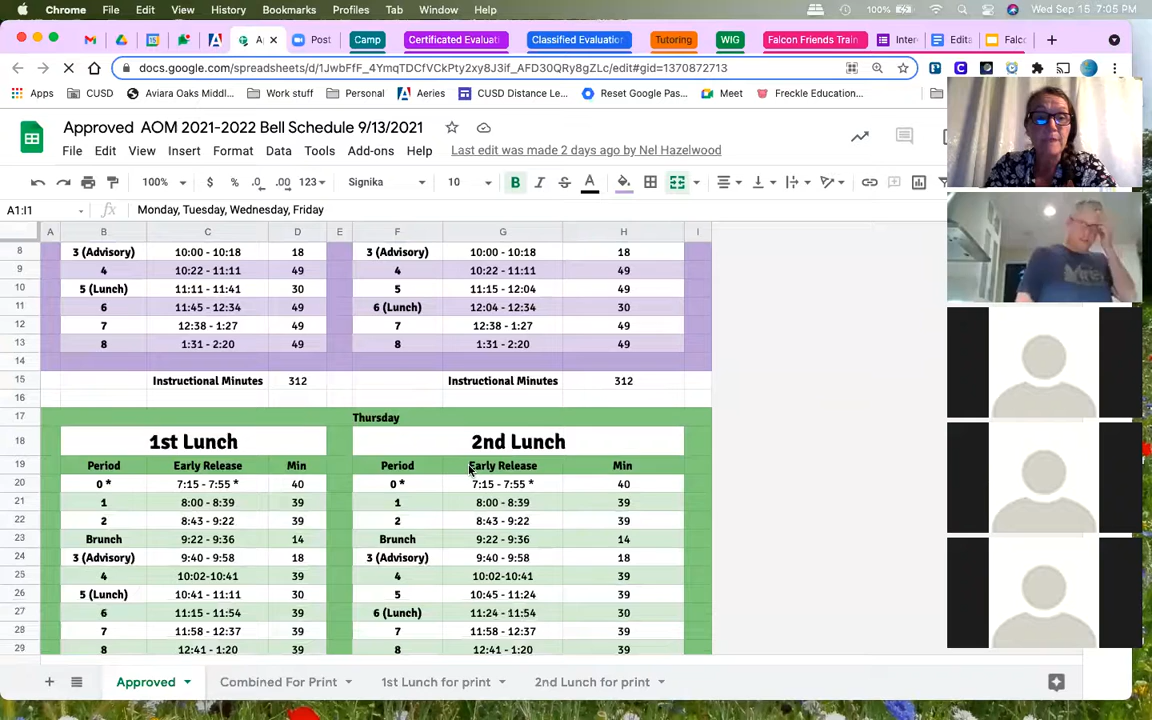 Chrome File Edit View History Bookmarks Profiles Tab Window Help 100% Wed Sep 15 7:05 PM
Post Camp Certificated Evaluati Classified Evaluation Tutoring WIG Falcon Friends Train Inter Edits Falco
docs.google.com/spreadsheets/d/1JwbFfF_4YmqTDCfVCkPty2xy8J3if_AFD30QRy8gZLc/edit#gid=1370872713
Apps CUSD Aviara Oaks Middl... Work stuff Personal Aeries CUSD Distance Le... Reset Google Pas... Meet Freckle Education...
Approved AOM 2021-2022 Bell Schedule 9/13/2021
File Edit View Insert Format Data Tools Add-ons Help Last edit was made 2 days ago by Nel Hazelwood
100% $ % .0 .00 123 Signika 10 B I S A
A1:I1 fx Monday, Tuesday, Wednesday, Friday
A B C D E F G H I
8 3 (Advisory) 10:00 - 10:18 18 3 (Advisory) 10:00 - 10:18 18
9 4 10:22 - 11:11 49 4 10:22 - 11:11 49
10 5 (Lunch) 11:11 - 11:41 30 5 11:15 - 12:04 49
11 6 11:45 - 12:34 49 6 (Lunch) 12:04 - 12:34 30
12 7 12:38 - 1:27 49 7 12:38 - 1:27 49
13 8 1:31 - 2:20 49 8 1:31 - 2:20 49
14
15 Instructional Minutes 312 Instructional Minutes 312
16
17 Thursday
18 1st Lunch 2nd Lunch
19 Period Early Release Min Period Early Release Min
20 0 * 7:15 - 7:55 * 40 0 * 7:15 - 7:55 * 40
21 1 8:00 - 8:39 39 1 8:00 - 8:39 39
22 2 8:43 - 9:22 39 2 8:43 - 9:22 39
23 Brunch 9:22 - 9:36 14 Brunch 9:22 - 9:36 14
24 3 (Advisory) 9:40 - 9:58 18 3 (Advisory) 9:40 - 9:58 18
25 4 10:02-10:41 39 4 10:02-10:41 39
26 5 (Lunch) 10:41 - 11:11 30 5 10:45 - 11:24 39
27 6 11:15 - 11:54 39 6 (Lunch) 11:24 - 11:54 30
28 7 11:58 - 12:37 39 7 11:58 - 12:37 39
29 8 12:41 - 1:20 39 8 12:41 - 1:20 39
Approved Combined For Print 1st Lunch for print 2nd Lunch for print